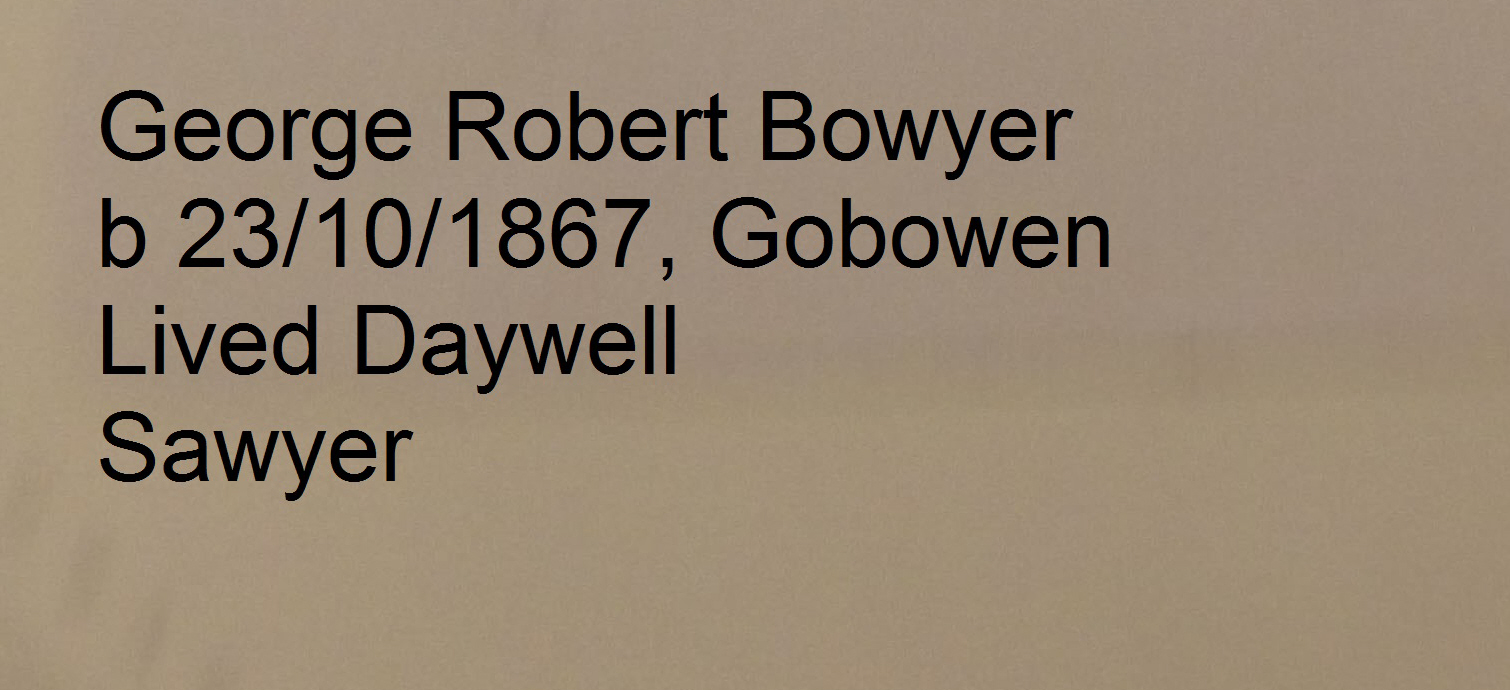 George Robert Bowyer
b 23/10/1867, Gobowen
Lived Daywell
Sawyer